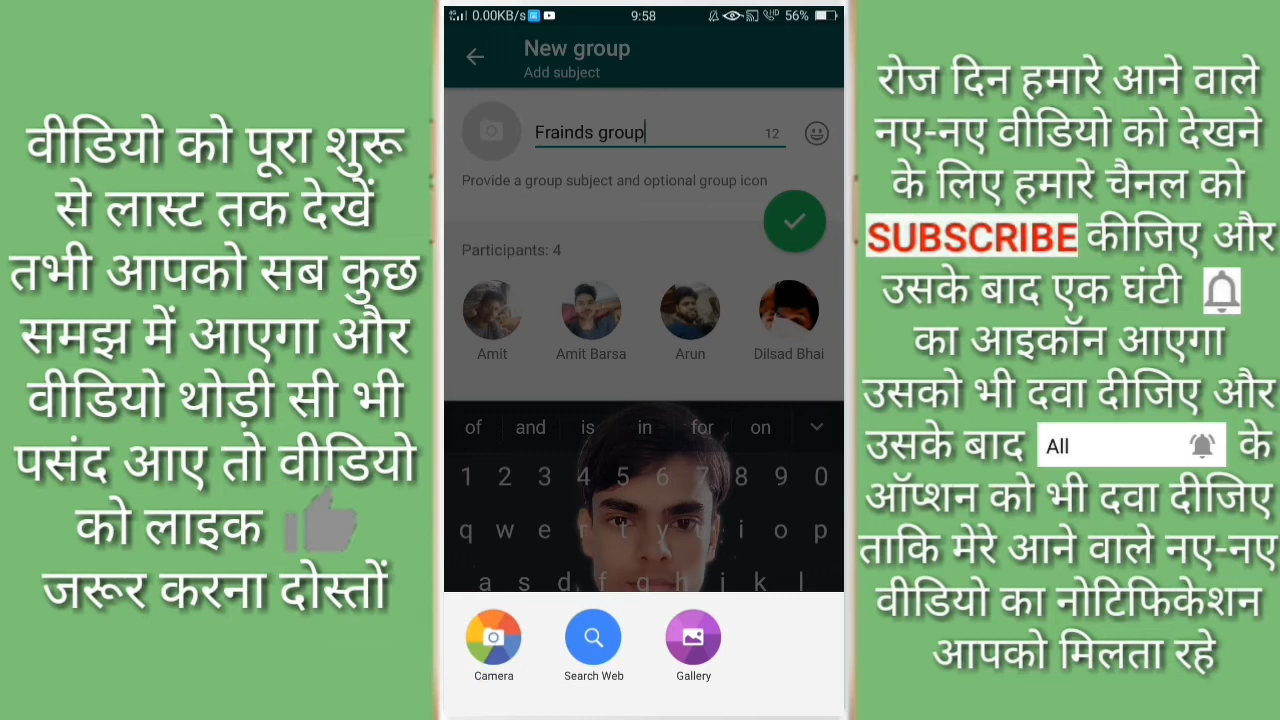 वीडियो को पूरा शुरू
से लास्ट तक देखें
तभी आपको सब कुछ
समझ में आएगा और
वीडियो थोड़ी सी भी
पसंद आए तो वीडियो
को लाइक
जरूर करना दोस्तों
0.00KB/s 9:58 56%
New group
Add subject
Frainds group 12
Provide a group subject and optional group icon
Participants: 4
Amit Amit Barsa Arun Dilsad Bhai
of and is in for on
1 2 3 4 5 6 7 8 9 0
q w e r t y u i o p
a s d f g h j k l
Camera Search Web Gallery
रोज दिन हमारे आने वाले
नए-नए वीडियो को देखने
के लिए हमारे चैनल को
SUBSCRIBE कीजिए और
उसके बाद एक घंटी
का आइकॉन आएगा
उसको भी दवा दीजिए और
उसके बाद All के
ऑप्शन को भी दवा दीजिए
ताकि मेरे आने वाले नए-नए
वीडियो का नोटिफिकेशन
आपको मिलता रहे